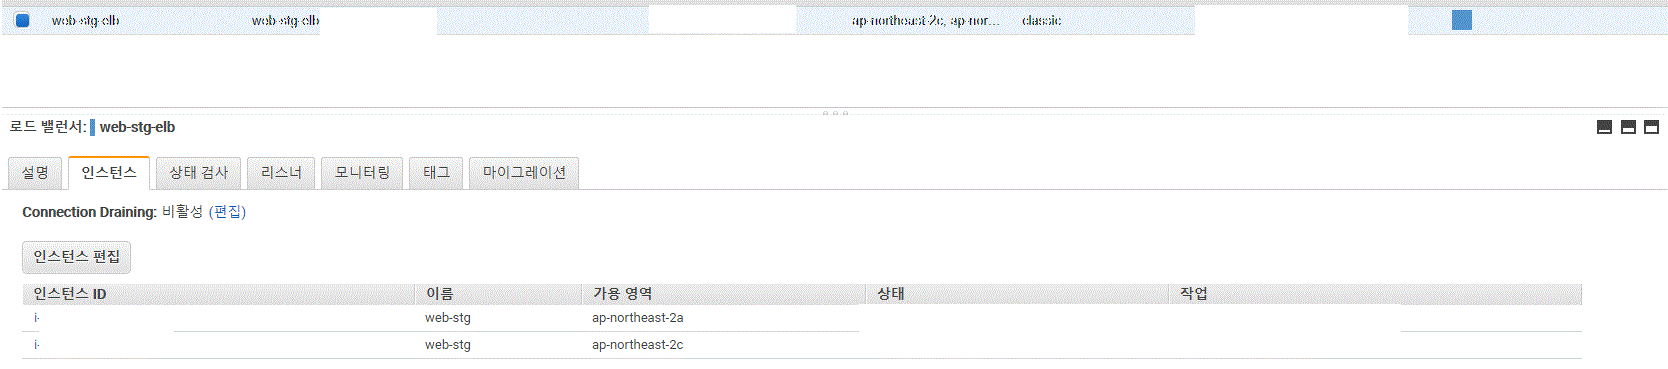 web-stg-elb web-stg-elb ap-northeast-2c, ap-nor... classic
로드 밸런서: web-stg-elb
설명 인스턴스 상태 검사 리스너 모니터링 태그 마이그레이션
Connection Draining: 비활성 (편집)
인스턴스 편집
인스턴스 ID 이름 가용 영역 상태 작업
i- web-stg ap-northeast-2a
i- web-stg ap-northeast-2c